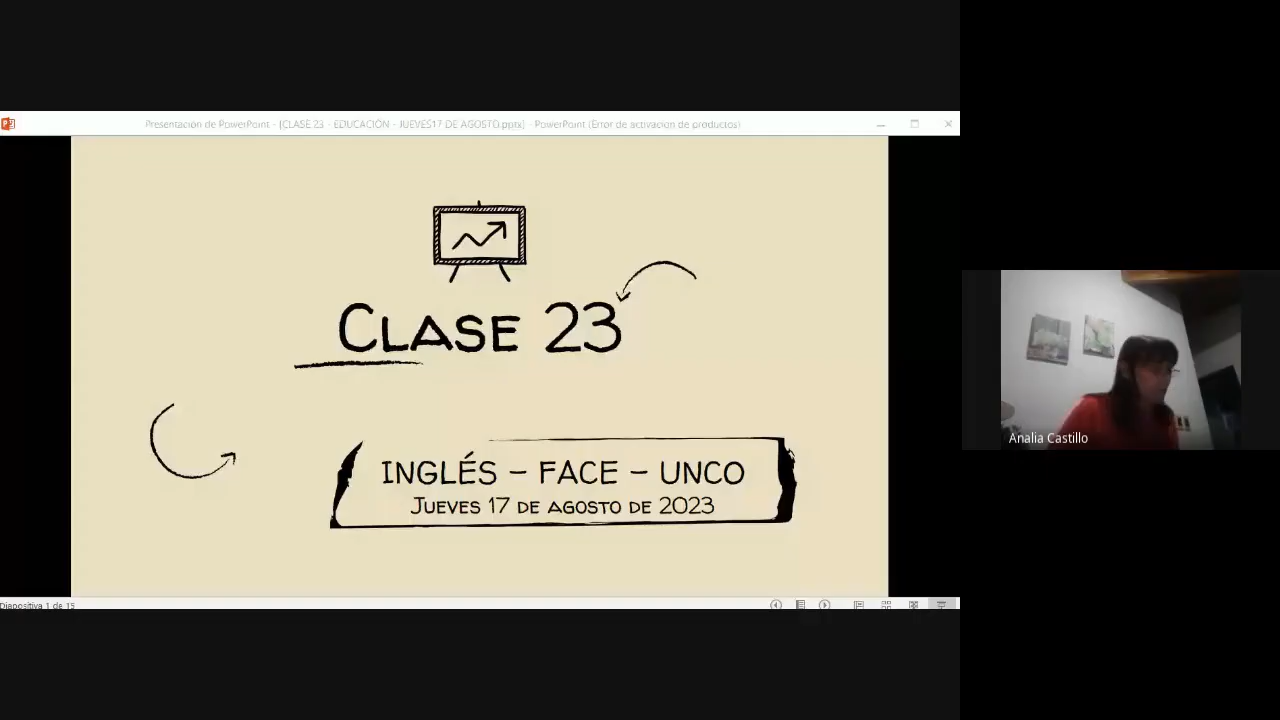 Presentación de PowerPoint - [CLASE 23 - EDUCACIÓN - JUEVES17 DE AGOSTO.pptx] - PowerPoint (Error de activación de productos)
CLASE 23
INGLÉS – FACE – UNCO
JUEVES 17 DE AGOSTO DE 2023
Analia Castillo
Diapositiva 1 de 15